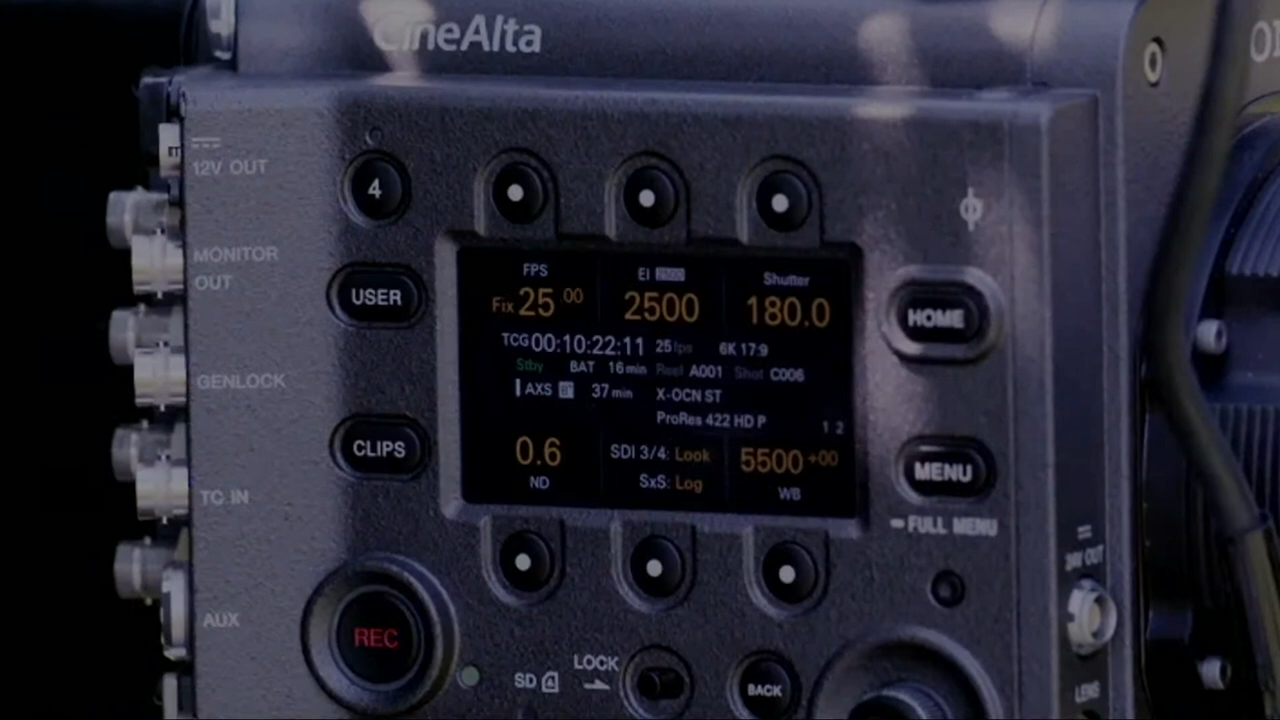 CineAlta
12V OUT
4
MONITOR
OUT
USER
FPS
EI 2500
Shutter
Fix 25 00
2500
180.0
HOME
TCG 00:10:22:11 25 fps 6K 17:9
Stby BAT 16 min Reel A001 Shot C006
AXS 37 min X-OCN ST
ProRes 422 HD P
1 2
GENLOCK
CLIPS
0.6
ND
SDI 3/4: Look
SxS: Log
5500 +00
WB
MENU
FULL MENU
TC IN
24V OUT
AUX
REC
SD
LOCK
BACK
LENS